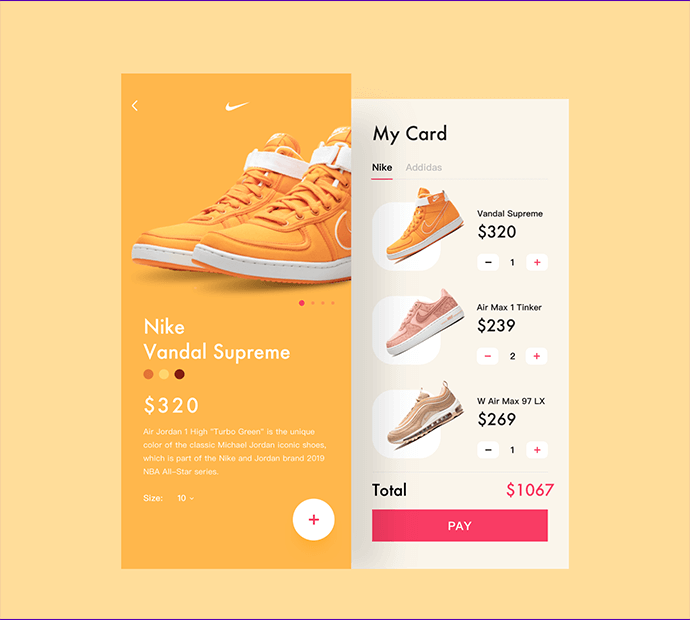 Nike
Vandal Supreme
$320
Air Jordan 1 High "Turbo Green" is the unique
color of the classic Michael Jordan iconic shoes,
which is part of the Nike and Jordan brand 2019
NBA All-Star series.
Size: 10
+
My Card
Nike Addidas
Vandal Supreme
$320
− 1 +
Air Max 1 Tinker
$239
− 2 +
W Air Max 97 LX
$269
− 1 +
Total $1067
PAY